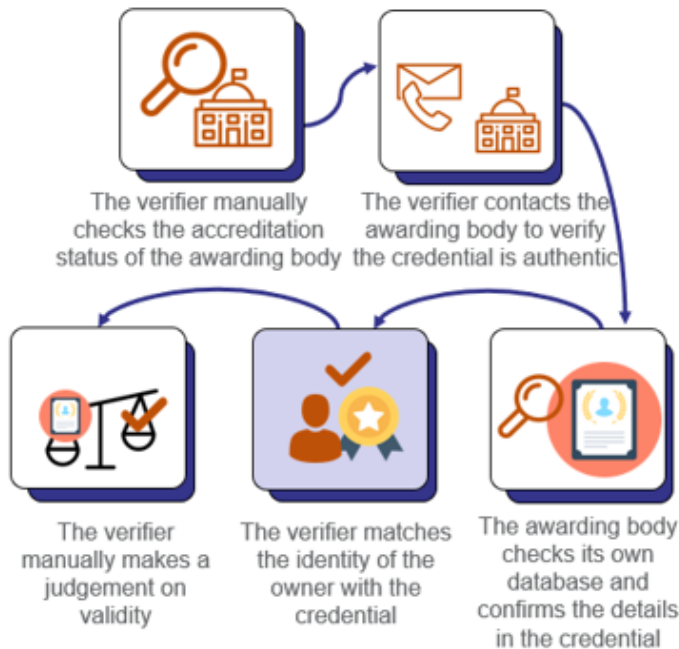 The verifier manually
checks the accreditation
status of the awarding body
The verifier contacts the
awarding body to verify
the credential is authentic
The awarding body
checks its own
database and
confirms the details
in the credential
The verifier matches
the identity of the
owner with the
credential
The verifier
manually makes a
judgement on
validity